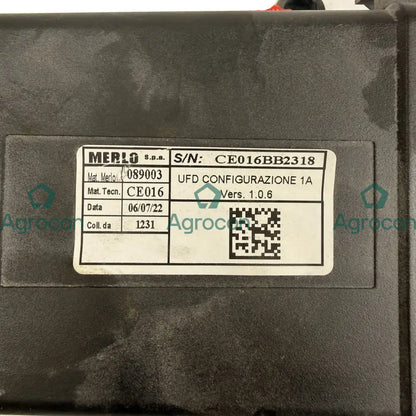 MERLO S.p.a. S/N: CE016BB2318
Mat. Merlo 089003
Mat. Tecn. CE016
Data 06/07/22
Coll. da 1231
UFD CONFIGURAZIONE 1A
Vers. 1.0.6
Agrocon
Agrocon
Agrocon